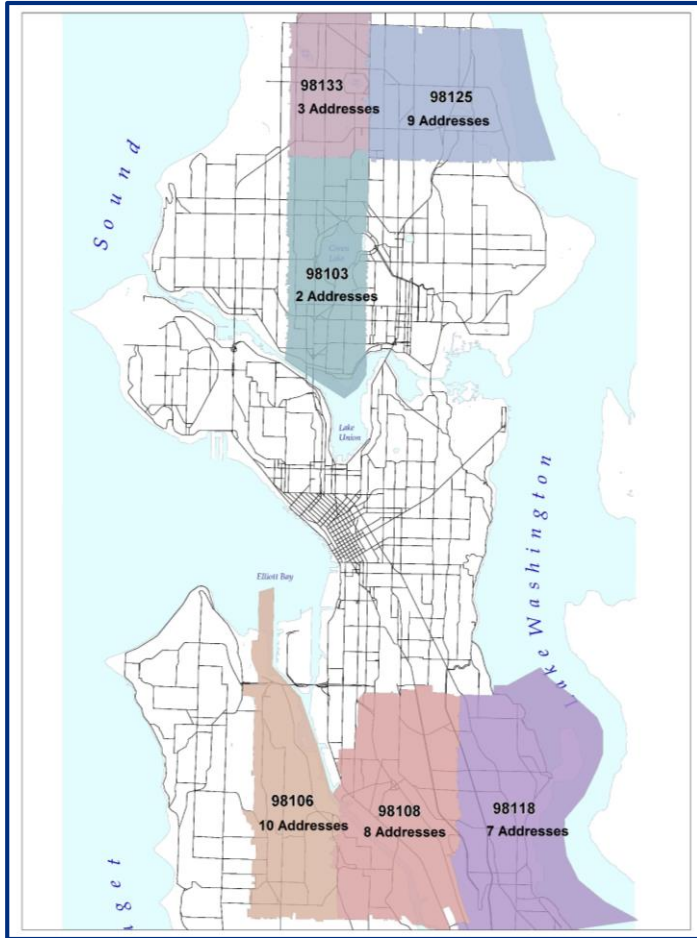 98133
3 Addresses
98125
9 Addresses
Sound
Green
Lake
98103
2 Addresses
Lake
Union
Lake Washington
Elliott Bay
98106
10 Addresses
98108
8 Addresses
98118
7 Addresses
get